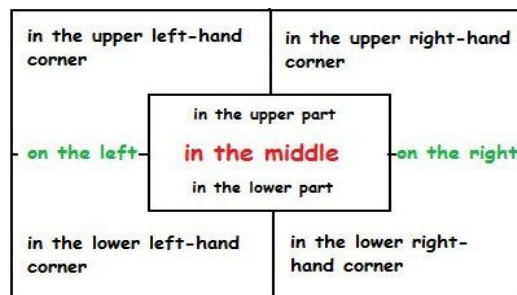 in the upper left-hand
corner
in the upper right-hand
corner
in the upper part
on the left
in the middle
on the right
in the lower part
in the lower left-hand
corner
in the lower right-
hand corner